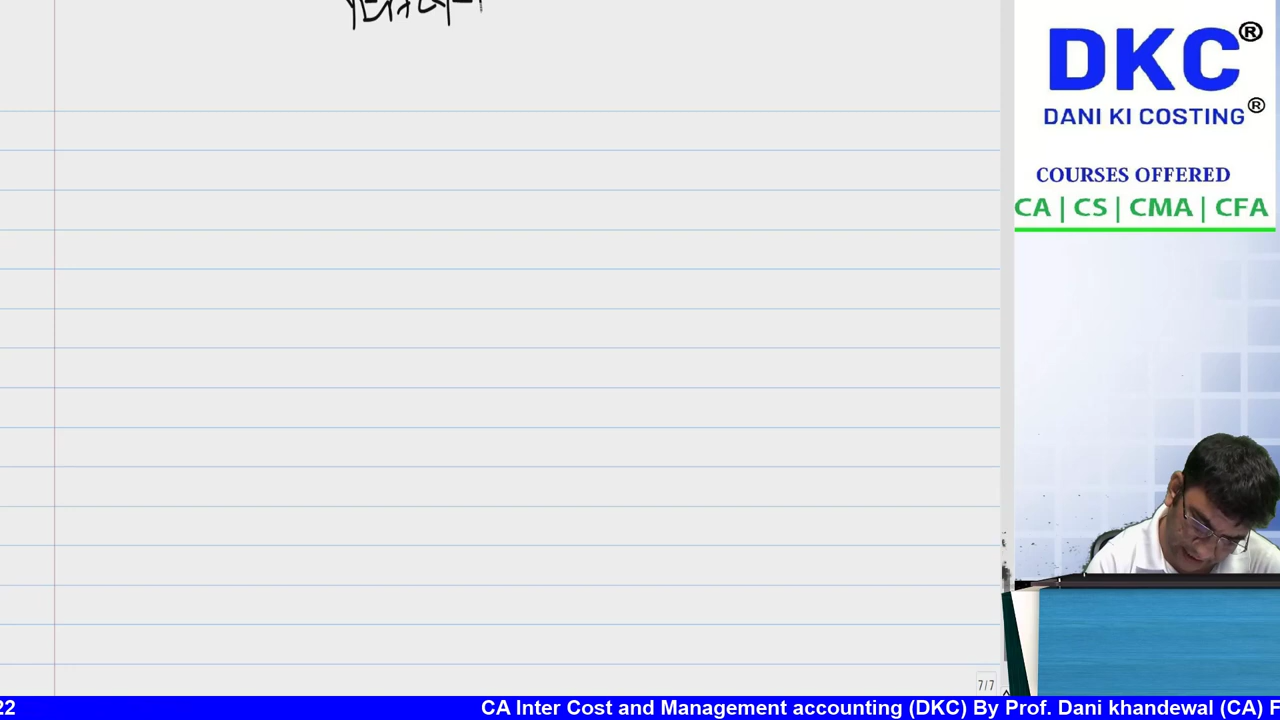 DKC®
DANI KI COSTING®
COURSES OFFERED
CA | CS | CMA | CFA
7/7
22 CA Inter Cost and Management accounting (DKC) By Prof. Dani khandewal (CA) F